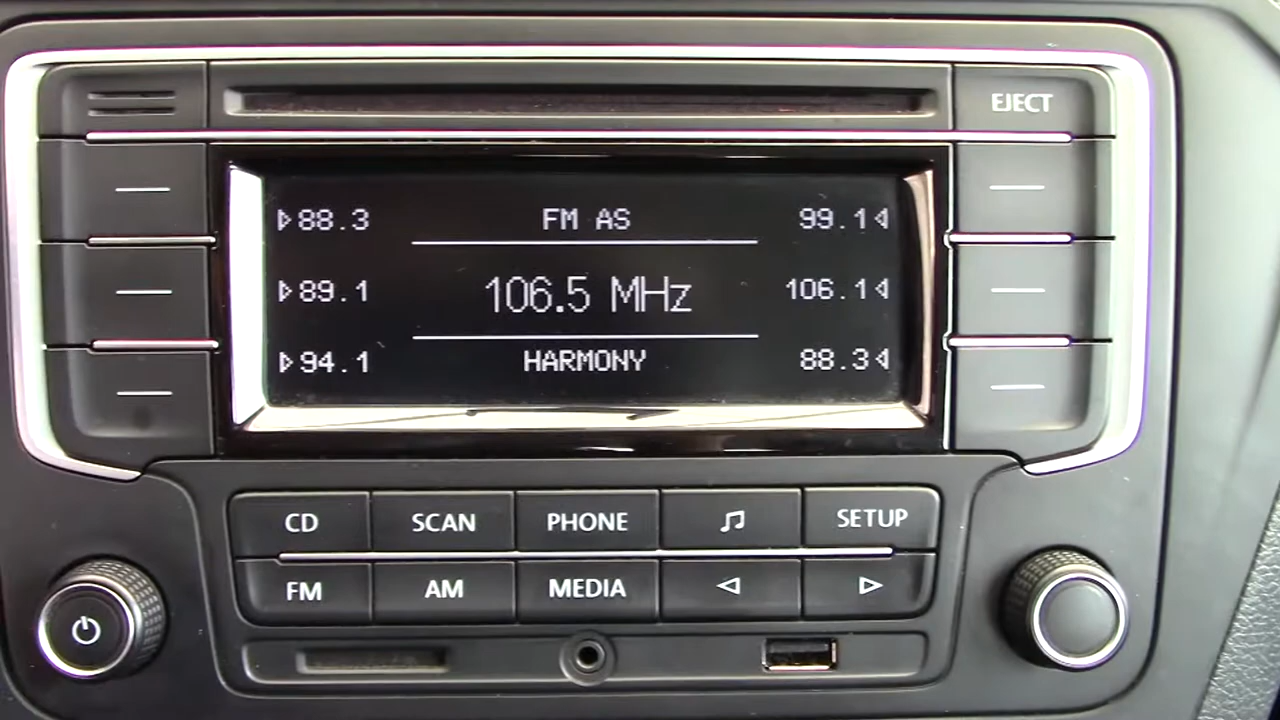 EJECT
88.3 FM AS 99.1
89.1 106.5 MHz 106.1
94.1 HARMONY 88.3
CD SCAN PHONE SETUP
FM AM MEDIA